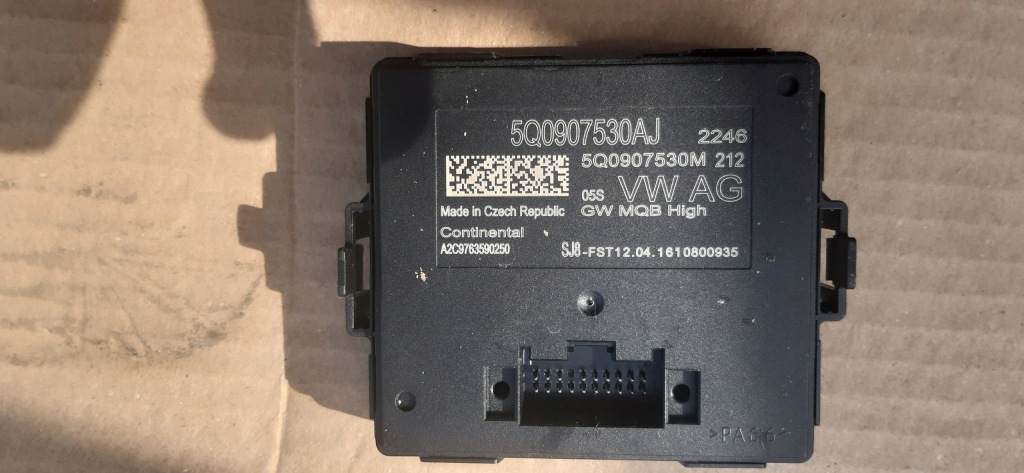 5Q0907530AJ 2246
5Q0907530M 212
05S VW AG
Made in Czech Republic GW MQB High
Continental
A2C9763590250 SJ8-FST12.04.1610800935
>PA66<